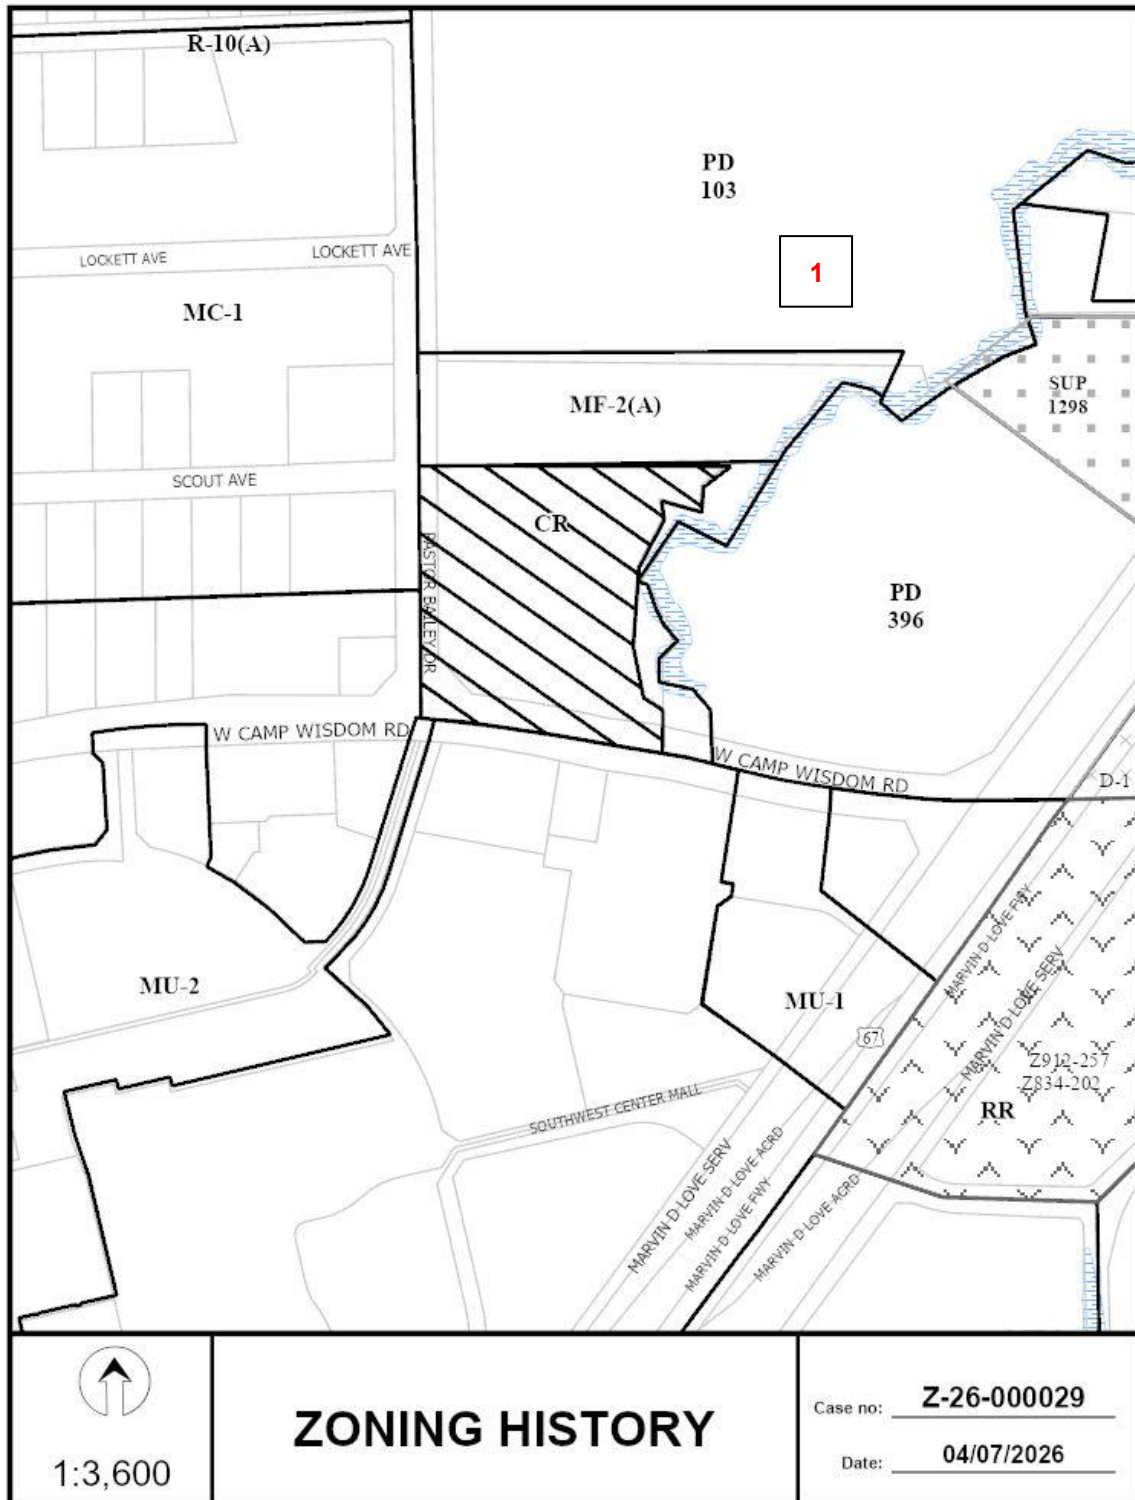 R-10(A)
PD
103
LOCKETT AVE
LOCKETT AVE
1
MC-1
SUP
1298
MF-2(A)
SCOUT AVE
CR
PASTOR BAILEY DR
PD
396
W CAMP WISDOM RD
W CAMP WISDOM RD
D-1
MARVIN D LOVE FWY
MARVIN D LOVE SERV
MU-2
MU-1
67
Z912-257
Z834-202
RR
SOUTHWEST CENTER MALL
MARVIN D LOVE SERV
MARVIN D LOVE ACRD
MARVIN D LOVE FWY
MARVIN D LOVE ACRD
1:3,600
ZONING HISTORY
Case no: Z-26-000029
Date: 04/07/2026